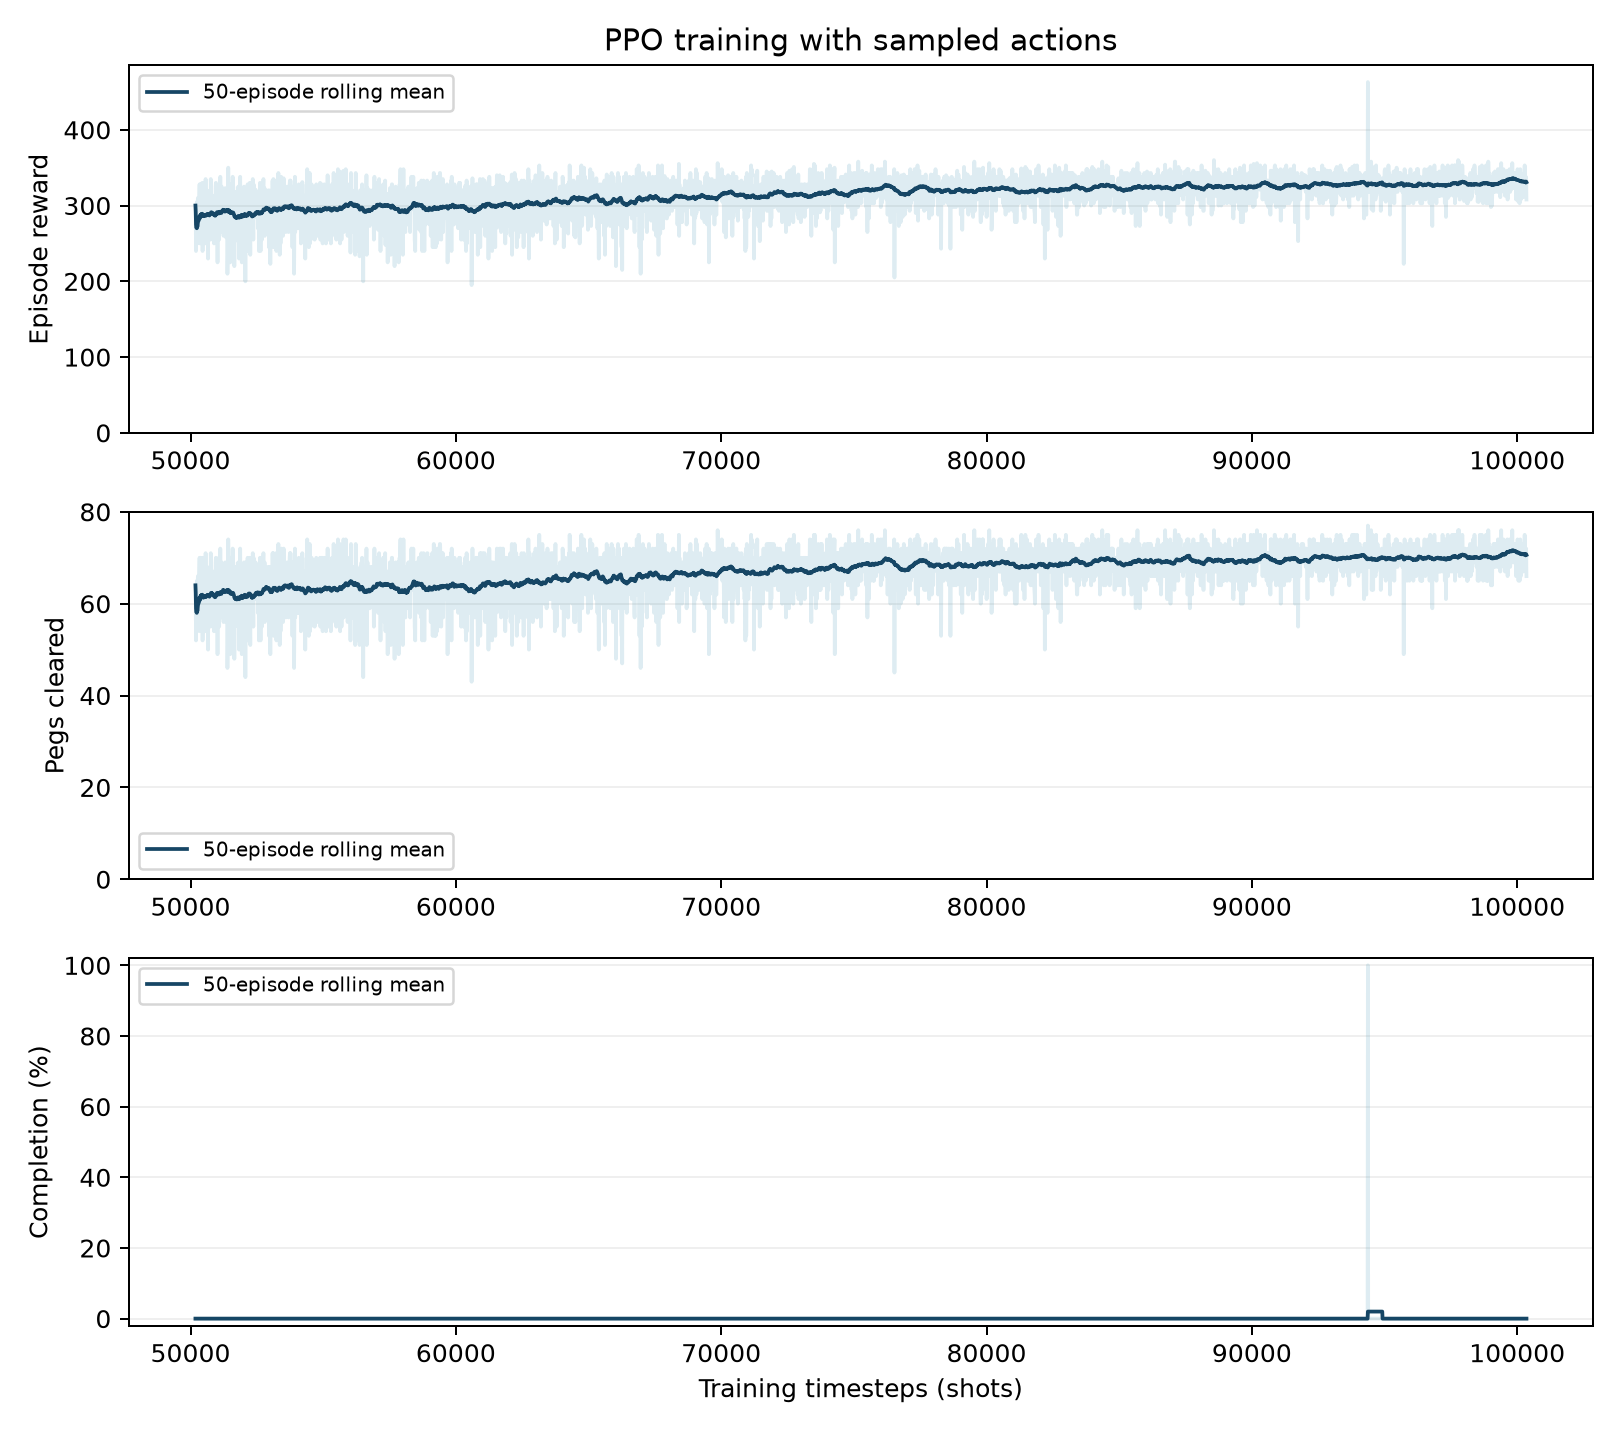 PPO training with sampled actions
50-episode rolling mean
Episode reward
400
300
200
100
0
50000 60000 70000 80000 90000 100000
50-episode rolling mean
Pegs cleared
80
60
40
20
0
50000 60000 70000 80000 90000 100000
50-episode rolling mean
Completion (%)
100
80
60
40
20
0
50000 60000 70000 80000 90000 100000
Training timesteps (shots)